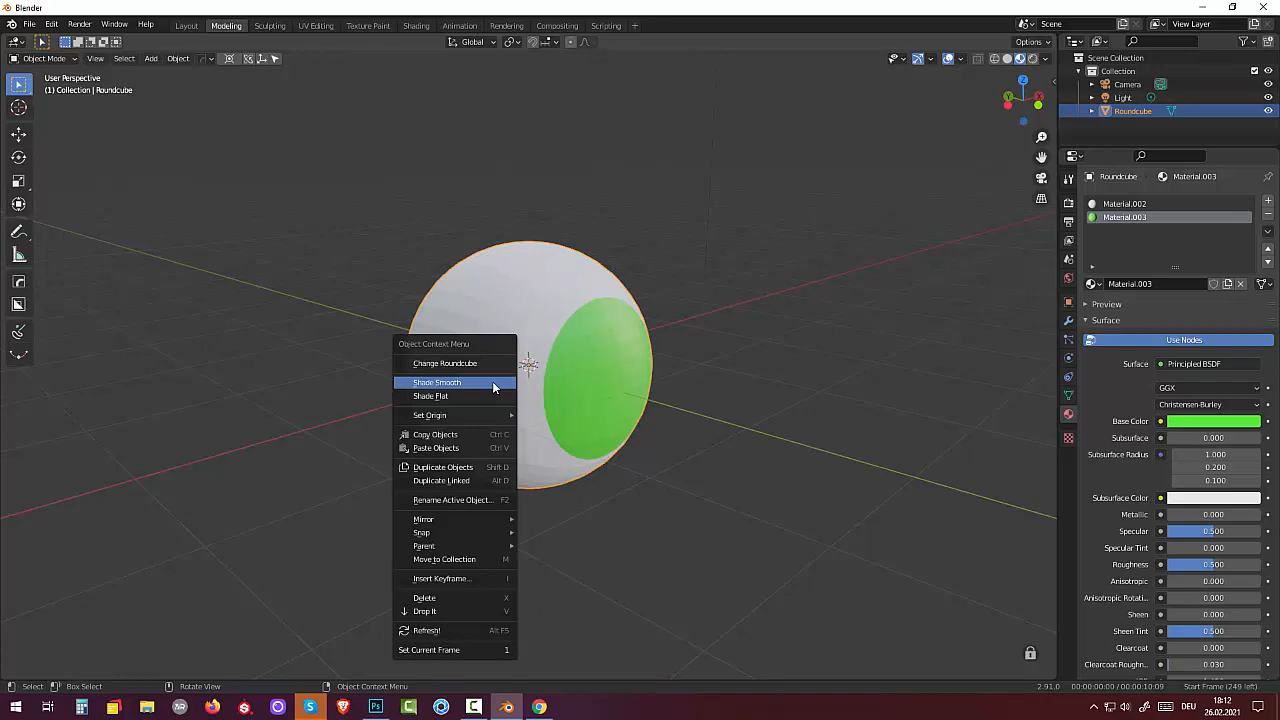 Blender
File Edit Render Window Help
Layout Modeling Sculpting UV Editing Texture Paint Shading Animation Rendering Compositing Scripting +
Scene
View Layer
Global
Options
Object Mode View Select Add Object
User Perspective
(1) Collection | Roundcube
Z
Y
X
Scene Collection
Collection
Camera
Light
Roundcube
Roundcube Material.003
Material.002
Material.003
Material.003
Preview
Surface
Use Nodes
Surface Principled BSDF
GGX
Christensen-Burley
Base Color
Subsurface 0.000
Subsurface Radius 1.000
0.200
0.100
Subsurface Color
Metallic 0.000
Specular 0.500
Specular Tint 0.000
Roughness 0.500
Anisotropic 0.000
Anisotropic Rotati... 0.000
Sheen 0.000
Sheen Tint 0.500
Clearcoat 0.000
Clearcoat Roughn... 0.030
Object Context Menu
Change Roundcube
Shade Smooth
Shade Flat
Set Origin
Copy Objects Ctrl C
Paste Objects Ctrl V
Duplicate Objects Shift D
Duplicate Linked Alt D
Rename Active Object... F2
Mirror
Snap
Parent
Move to Collection M
Insert Keyframe... I
Delete X
Drop It V
Refresh! Alt F5
Set Current Frame 1
Select Box Select Rotate View Object Context Menu
2.91.0 00:00:00:00 / 00:00:10:09 Start Frame (249 left)
DEU
18:12
26.02.2021